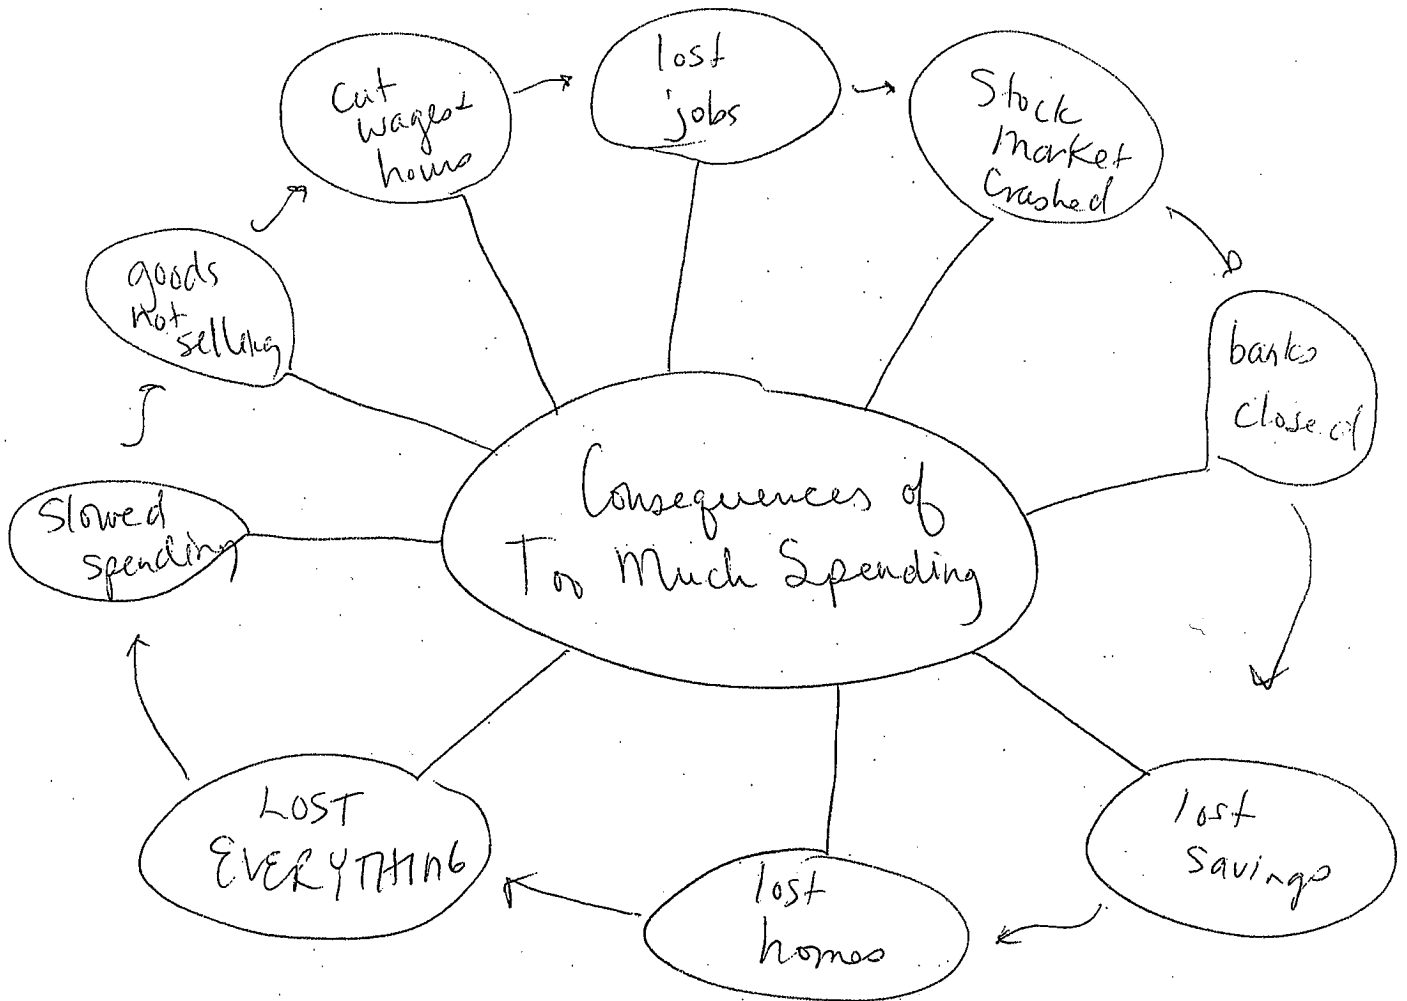 lost
jobs
Cut
wages +
hours
Stock
Market
Crashed
goods
not
selling
banks
closed
Consequences of
Too Much Spending
Slowed
spending
LOST
EVERYTHING
lost
savings
lost
homes